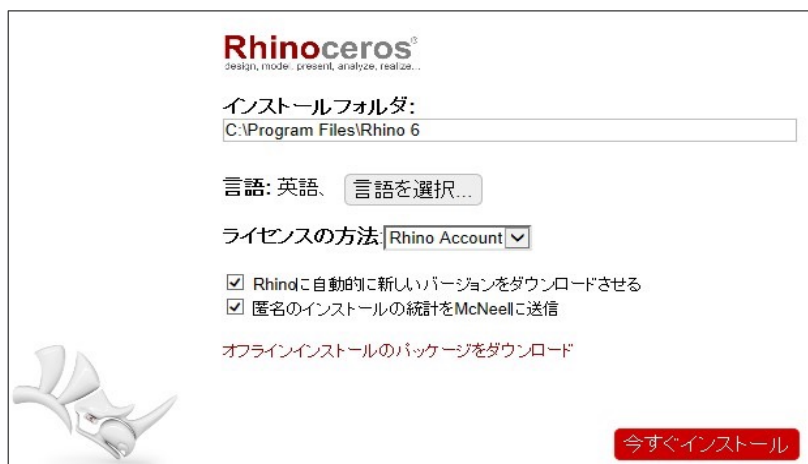 Rhinoceros®
design, model, present, analyze, realize...
インストールフォルダ:
C:\Program Files\Rhino 6
言語: 英語、 言語を選択...
ライセンスの方法: Rhino Account
Rhinoに自動的に新しいバージョンをダウンロードさせる
匿名のインストールの統計をMcNeelに送信
オフラインインストールのパッケージをダウンロード
今すぐインストール